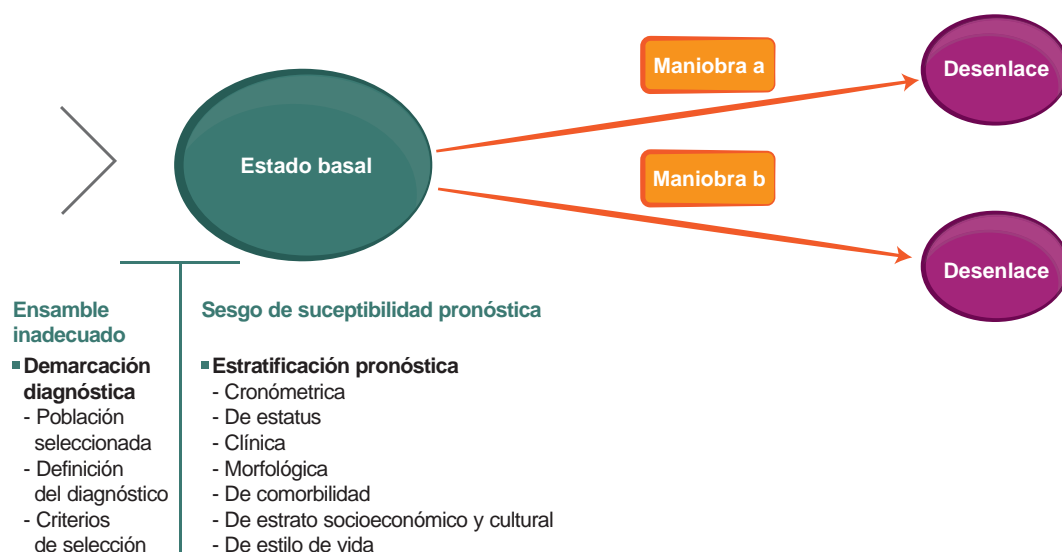 Maniobra a
Desenlace
Estado basal
Maniobra b
Desenlace
Ensamble
inadecuado
Demarcación
diagnóstica
- Población
seleccionada
- Definición
del diagnóstico
- Criterios
de selección
Sesgo de suceptibilidad pronóstica
Estratificación pronóstica
- Cronómetrica
- De estatus
- Clínica
- Morfológica
- De comorbilidad
- De estrato socioeconómico y cultural
- De estilo de vida